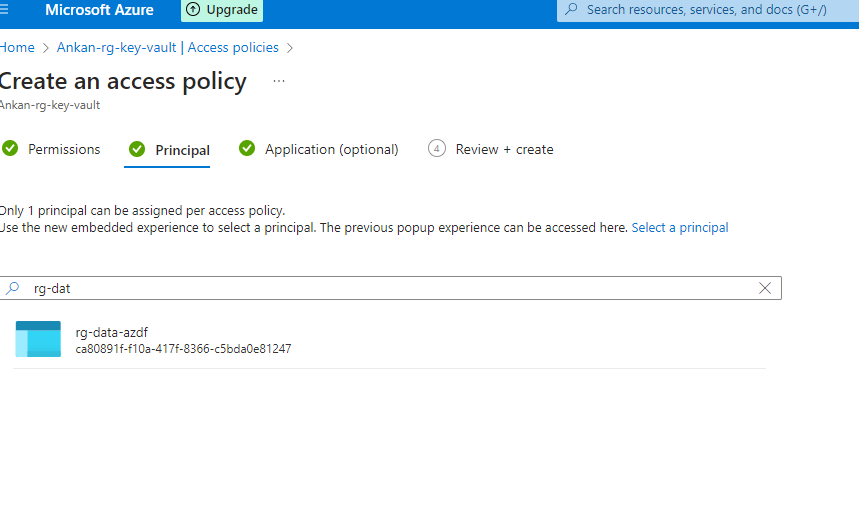 Microsoft Azure
Upgrade
Search resources, services, and docs (G+/)
Home > Ankan-rg-key-vault | Access policies >
Create an access policy ...
Ankan-rg-key-vault
Permissions
Principal
Application (optional)
4 Review + create
Only 1 principal can be assigned per access policy.
Use the new embedded experience to select a principal. The previous popup experience can be accessed here. Select a principal
rg-dat
rg-data-azdf
ca80891f-f10a-417f-8366-c5bda0e81247